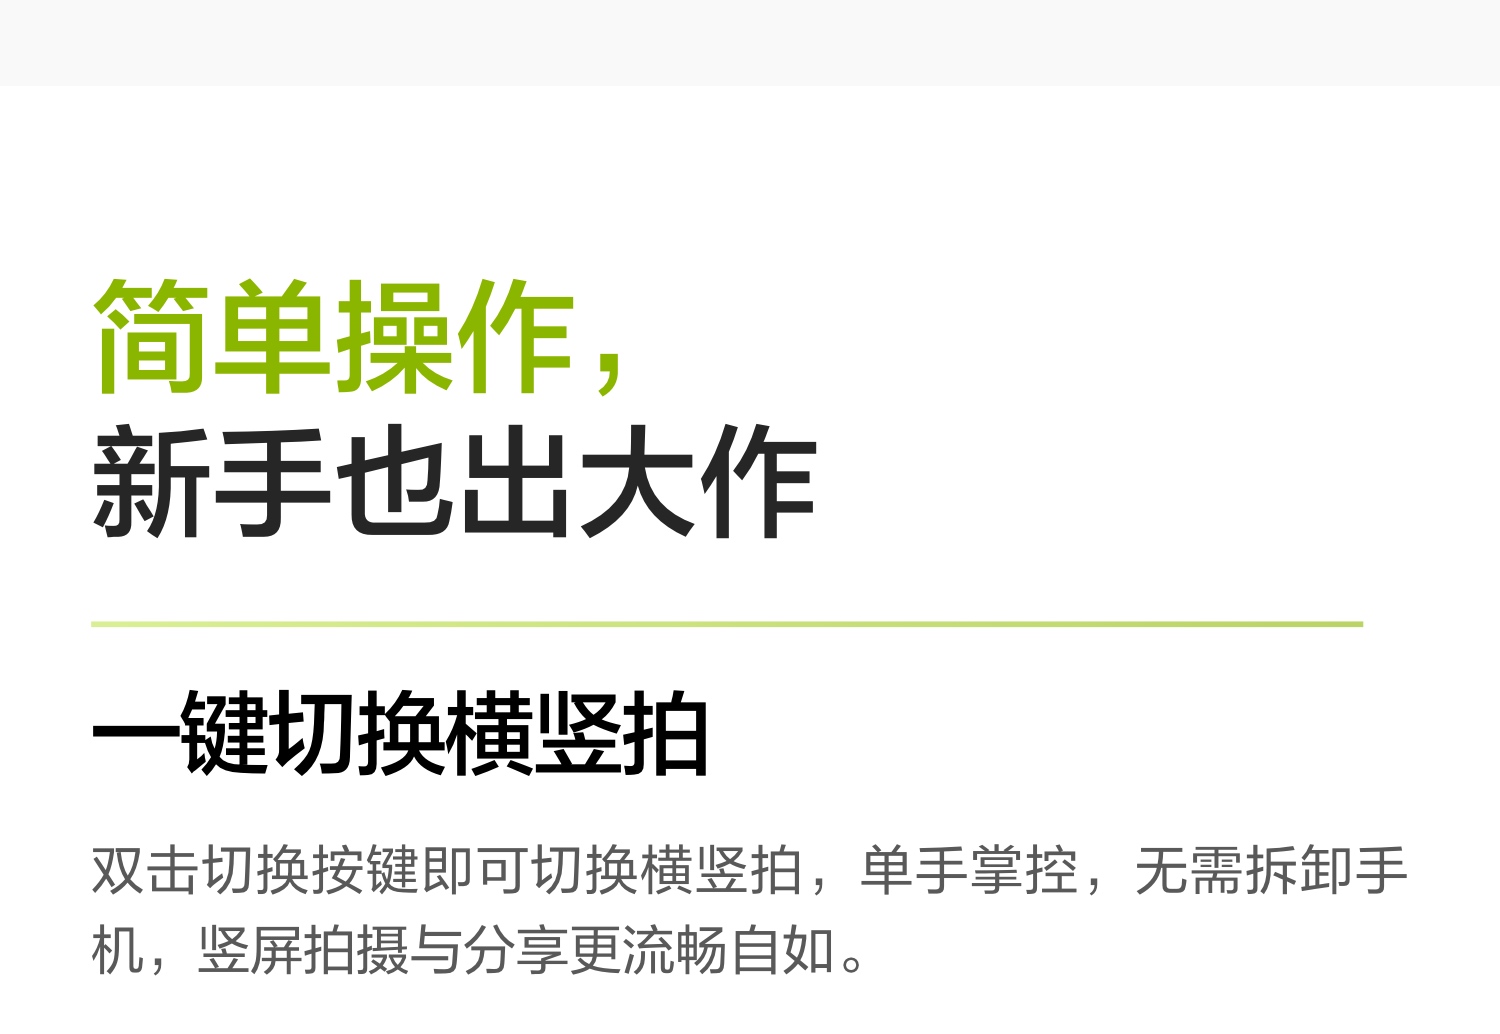 简单操作，
新手也出大作
一键切换横竖拍
双击切换按键即可切换横竖拍，单手掌控，无需拆卸手
机，竖屏拍摄与分享更流畅自如。